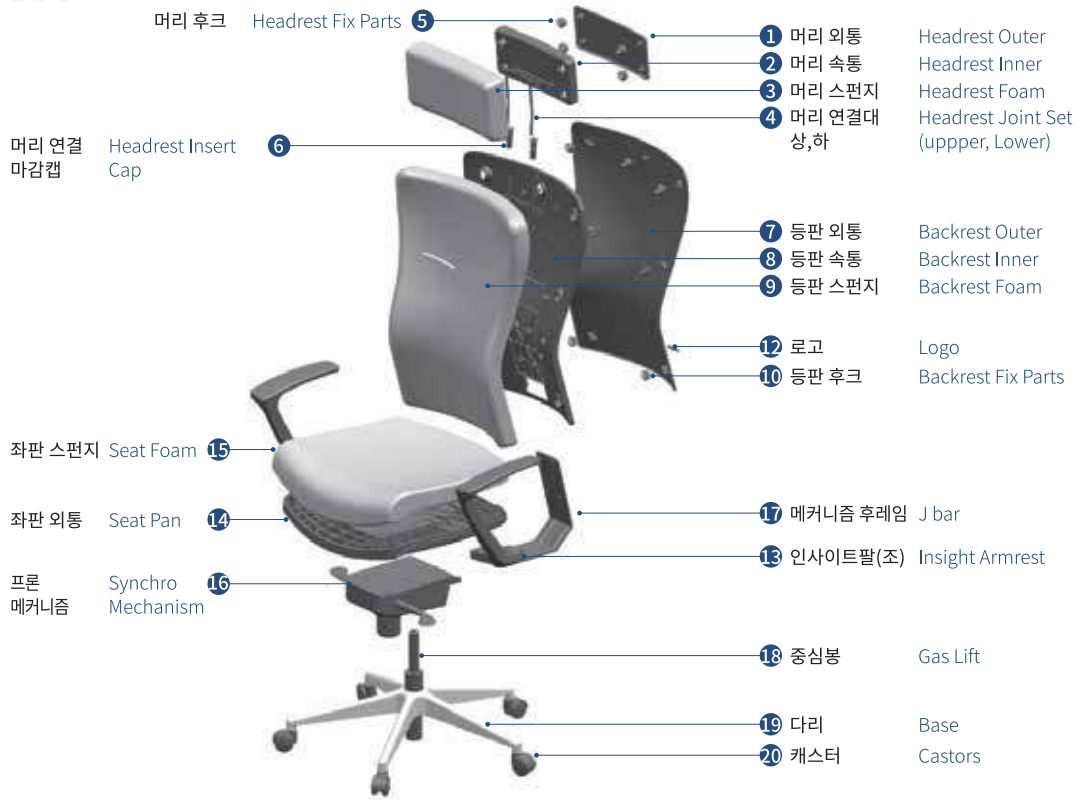 머리 후크 Headrest Fix Parts 5
1 머리 외통 Headrest Outer
2 머리 속통 Headrest Inner
3 머리 스펀지 Headrest Foam
4 머리 연결대 Headrest Joint Set
상,하 (uppper, Lower)
머리 연결 Headrest Insert 6
마감캡 Cap
7 등판 외통 Backrest Outer
8 등판 속통 Backrest Inner
9 등판 스펀지 Backrest Foam
12 로고 Logo
10 등판 후크 Backrest Fix Parts
좌판 스펀지 Seat Foam 15
좌판 외통 Seat Pan 14
17 메커니즘 후레임 J bar
13 인사이트팔(조) Insight Armrest
프론 Synchro 16
메커니즘 Mechanism
18 중심봉 Gas Lift
19 다리 Base
20 캐스터 Castors